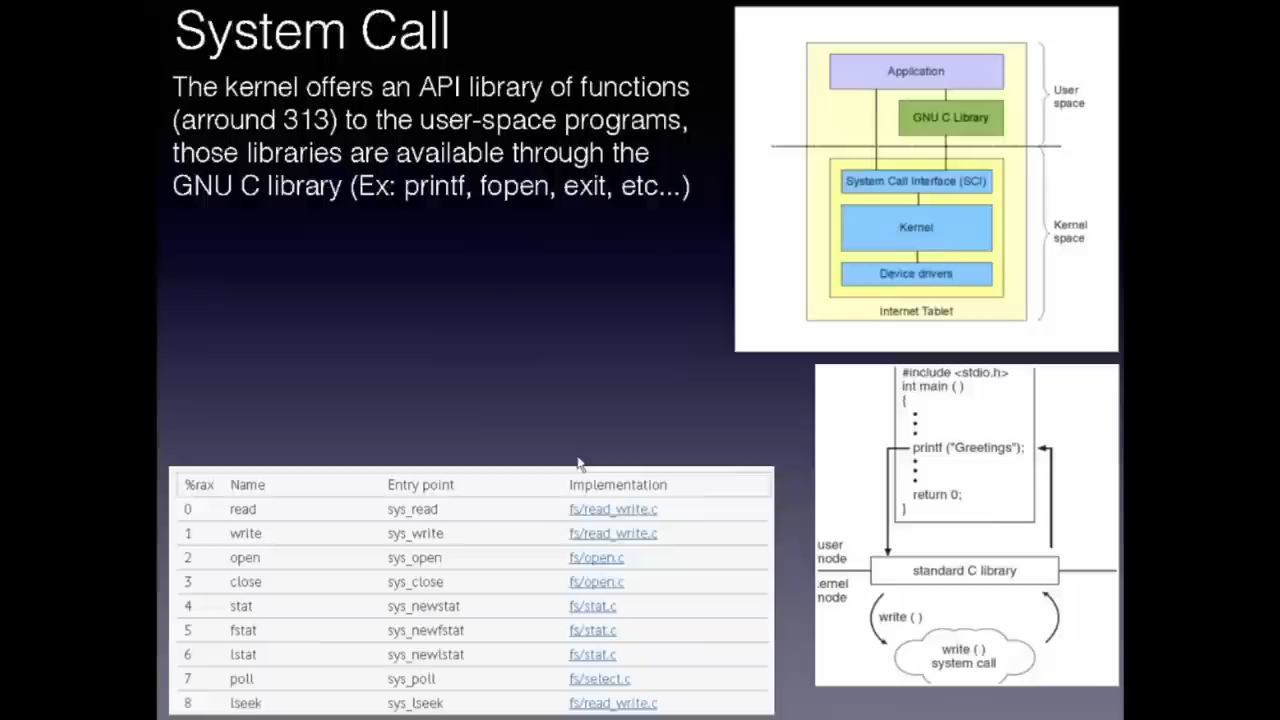 System Call
The kernel offers an API library of functions
(arround 313) to the user-space programs,
those libraries are available through the
GNU C library (Ex: printf, fopen, exit, etc...)
Application
GNU C Library
User
space
System Call Interface (SCI)
Kernel
Device drivers
Kernel
space
Internet Tablet
#include <stdio.h>
int main ( )
{
printf ("Greetings");
return 0;
}
user
mode
standard C library
ernel
mode
write ( )
write ( )
system call
%rax Name Entry point Implementation
0 read sys_read fs/read_write.c
1 write sys_write fs/read_write.c
2 open sys_open fs/open.c
3 close sys_close fs/open.c
4 stat sys_newstat fs/stat.c
5 fstat sys_newfstat fs/stat.c
6 lstat sys_newlstat fs/stat.c
7 poll sys_poll fs/select.c
8 lseek sys_lseek fs/read_write.c